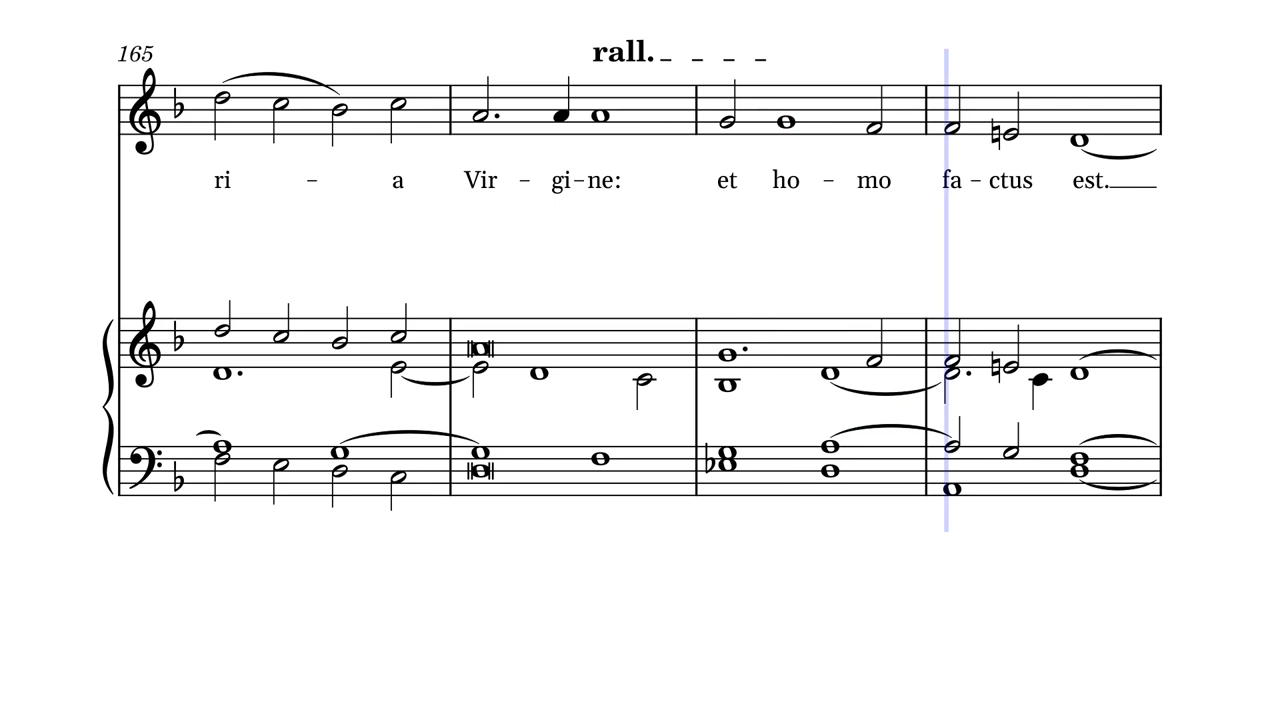 165
rall.
ri – a Vir – gi – ne: et ho – mo fa – ctus est.